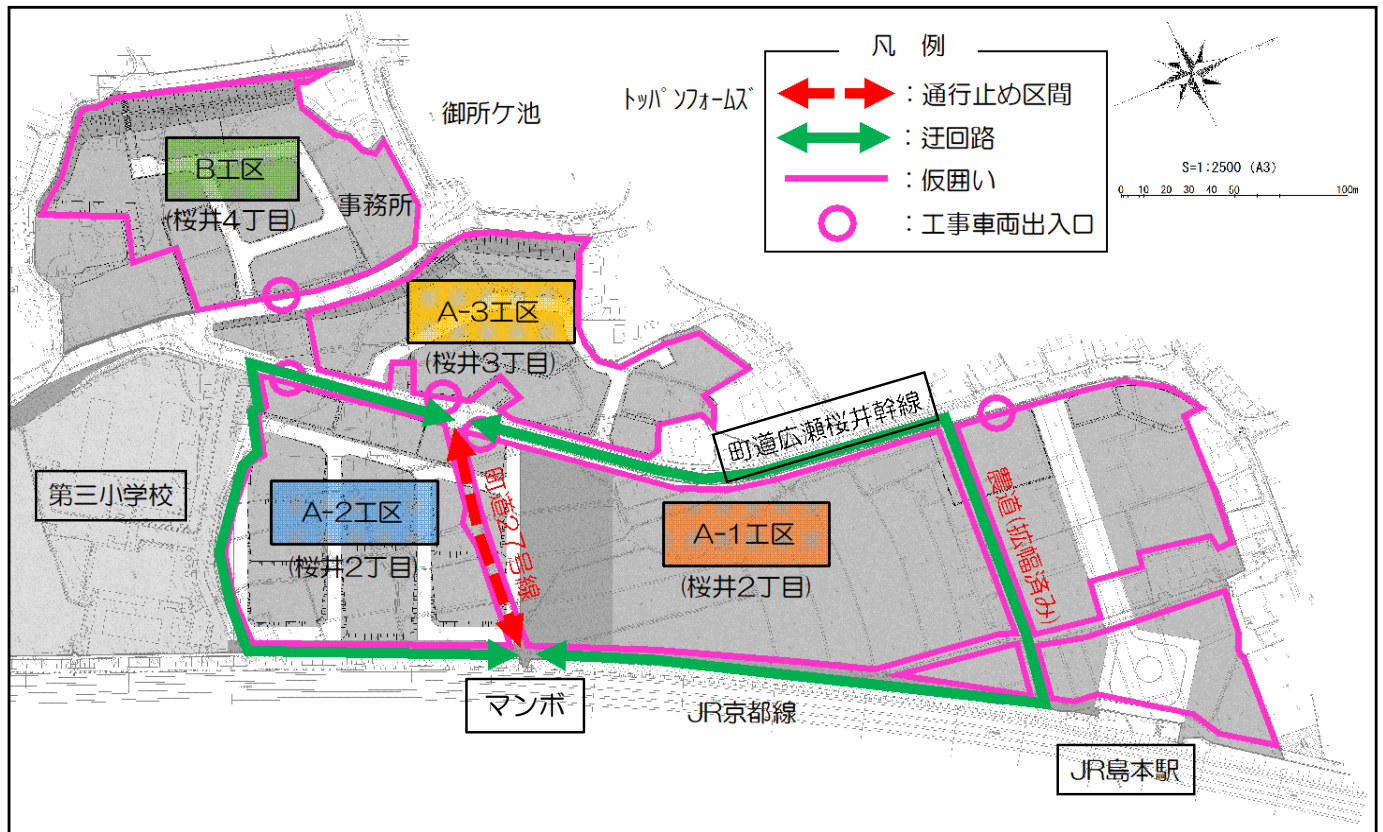 凡 例
:通行止め区間
:迂回路
:仮囲い
:工事車両出入口
S=1:2500 (A3)
0 10 20 30 40 50 100m
御所ケ池
トッパンフォームズ
B工区
(桜井4丁目)
事務所
A-3工区
(桜井3丁目)
町道広瀬桜井幹線
第三小学校
A-2工区
(桜井2丁目)
町道27号線
A-1工区
(桜井2丁目)
農道(拡幅済み)
マンボ
JR京都線
JR島本駅